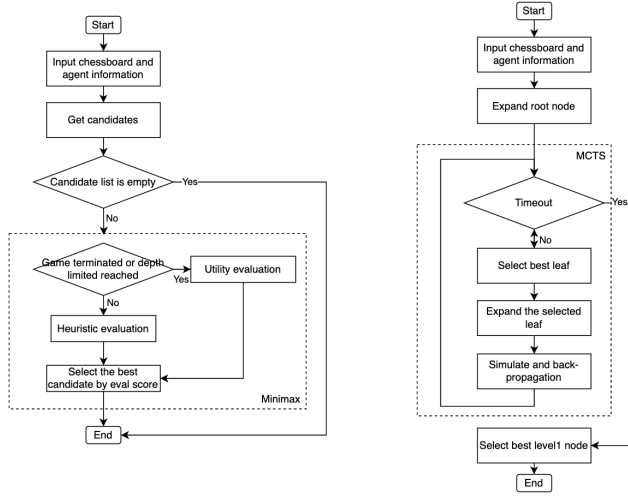 Start
Input chessboard and
agent information
Get candidates
Candidate list is empty
Yes
No
Game terminated or depth
limited reached
Yes
Utility evaluation
No
Heuristic evaluation
Select the best
candidate by eval score
Minimax
End
Start
Input chessboard and
agent information
Expand root node
MCTS
Timeout
Yes
No
Select best leaf
Expand the selected
leaf
Simulate and back-
propagation
Select best level1 node
End